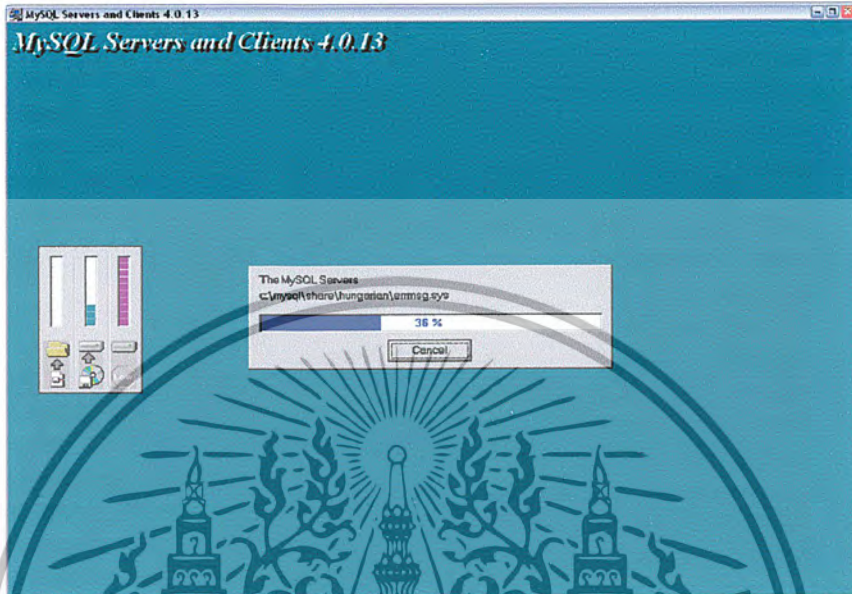 MySQL Servers and Clients 4.0.13
MySQL Servers and Clients 4.0.13
The MySQL Servers
c:\mysql\share\hungarian\errmsg.sys
36 %
Cancel